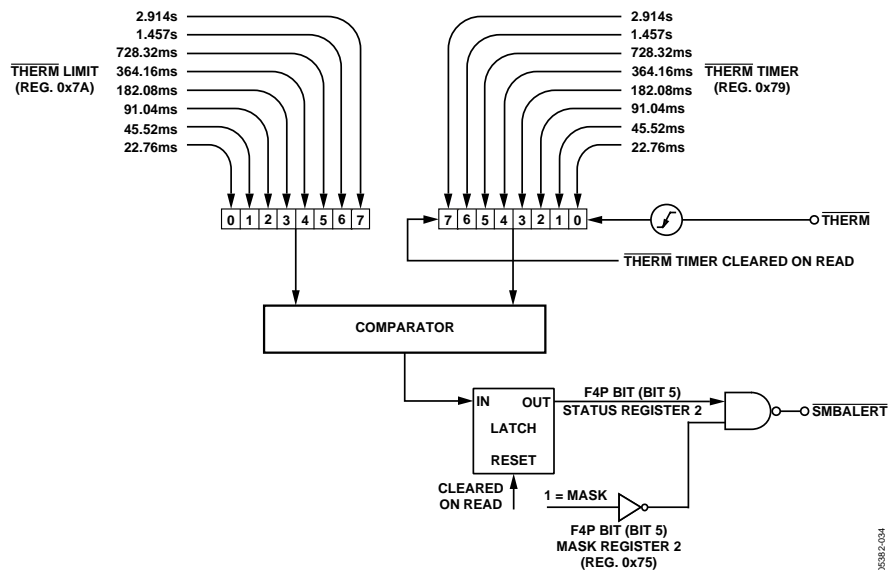 2.914s
1.457s
728.32ms
364.16ms
182.08ms
91.04ms
45.52ms
22.76ms
THERM LIMIT
(REG. 0x7A)
2.914s
1.457s
728.32ms
364.16ms
182.08ms
91.04ms
45.52ms
22.76ms
THERM TIMER
(REG. 0x79)
0 1 2 3 4 5 6 7
7 6 5 4 3 2 1 0
THERM
THERM TIMER CLEARED ON READ
COMPARATOR
IN OUT
LATCH
RESET
F4P BIT (BIT 5)
STATUS REGISTER 2
SMBALERT
CLEARED
ON READ
1 = MASK
F4P BIT (BIT 5)
MASK REGISTER 2
(REG. 0x75)
05382-034